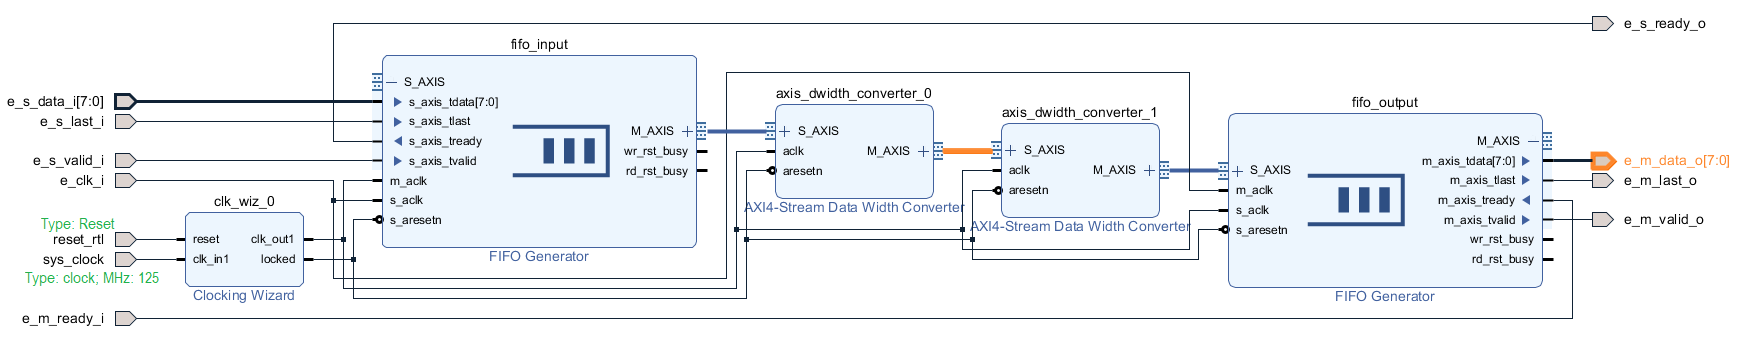 e_s_ready_o
fifo_input
S_AXIS
e_s_data_i[7:0]
s_axis_tdata[7:0]
e_s_last_i
s_axis_tlast
s_axis_tready
e_s_valid_i
s_axis_tvalid
e_clk_i
m_aclk
s_aclk
s_aresetn
M_AXIS
wr_rst_busy
rd_rst_busy
FIFO Generator
clk_wiz_0
Type: Reset
reset_rtl
reset
clk_out1
sys_clock
clk_in1
locked
Type: clock; MHz: 125
Clocking Wizard
e_m_ready_i
axis_dwidth_converter_0
S_AXIS
aclk
aresetn
M_AXIS
AXI4-Stream Data Width Converter
axis_dwidth_converter_1
S_AXIS
aclk
aresetn
M_AXIS
AXI4-Stream Data Width Converter
fifo_output
S_AXIS
m_aclk
s_aclk
s_aresetn
M_AXIS
m_axis_tdata[7:0]
m_axis_tlast
m_axis_tready
m_axis_tvalid
wr_rst_busy
rd_rst_busy
FIFO Generator
e_m_data_o[7:0]
e_m_last_o
e_m_valid_o